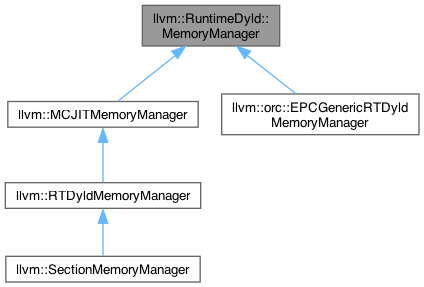 llvm::RuntimeDyld::
MemoryManager
llvm::MCJITMemoryManager
llvm::orc::EPCGenericRTDyld
MemoryManager
llvm::RTDyldMemoryManager
llvm::SectionMemoryManager